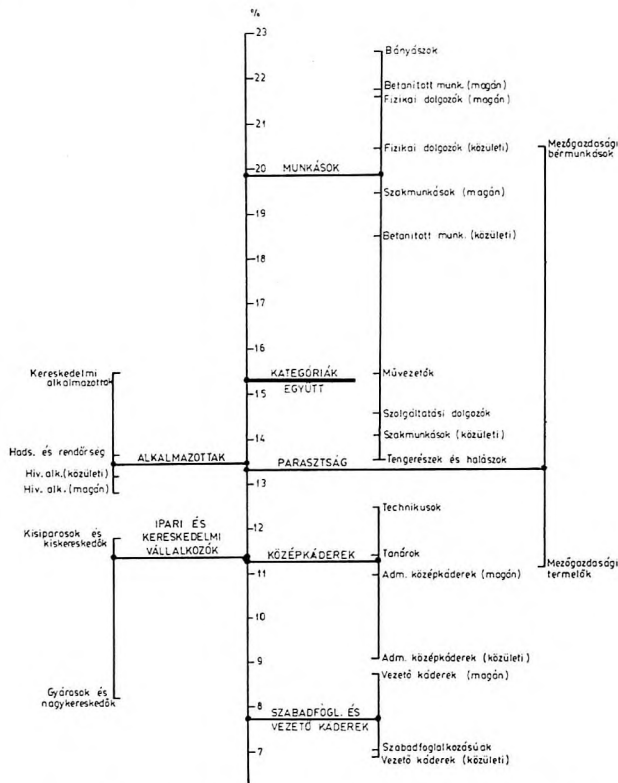 %
23
Bányászok
22
Betanított munk. (magán)
Fizikai dolgozók (magán)
21
Fizikai dolgozók (közületi)
Mezőgazdasági
bérmunkások
20
MUNKÁSOK
Szakmunkások (magán)
19
Betanított munk. (közületi)
18
17
16
Kereskedelmi
alkalmazottak
KATEGÓRIÁK
EGYÜTT
Művezetők
15
Szolgáltatási dolgozók
14
Szakmunkások (közületi)
Hads. és rendőrség
ALKALMAZOTTAK
PARASZTSÁG
Tengerészek és halászok
Hiv. alk. (közületi)
Hiv. alk. (magán)
13
Technikusok
12
Kisiparosok és
kiskereskedők
IPARI ÉS
KERESKEDELMI
VÁLLALKOZÓK
KÖZÉPKÁDEREK
Tanárok
Mezőgazdasági
termelők
11
Adm. középkáderek (magán)
10
9
Adm. középkáderek (közületi)
Vezető káderek (magán)
Gyárosok és
nagykereskedők
8
SZABADFOGL. ÉS
VEZETŐ KÁDEREK
7
Szabadfoglalkozásúak
Vezető káderek (közületi)